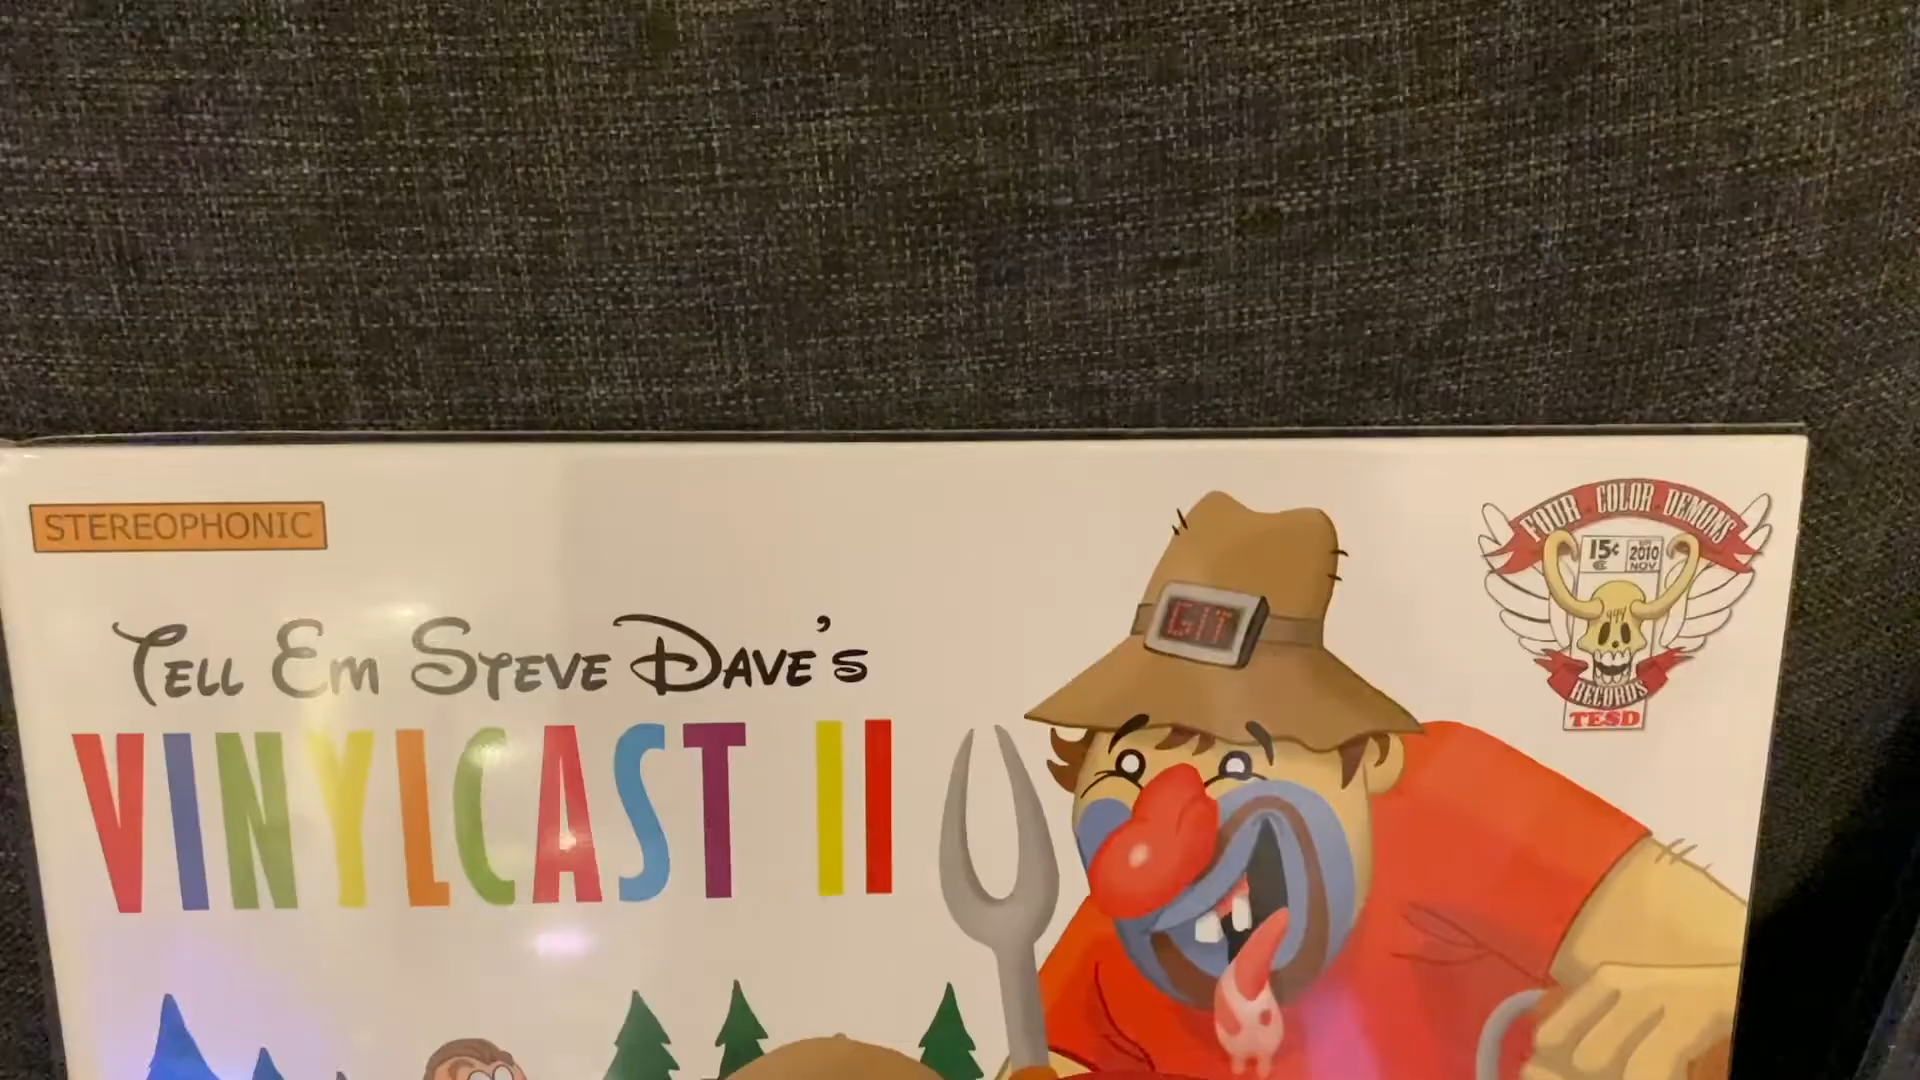 STEREOPHONIC
TELL EM STEVE DAVE'S
VINYLCAST II
GIT
FOUR COLOR DEMONS
15¢
2010
NOV
RECORDS
TESD